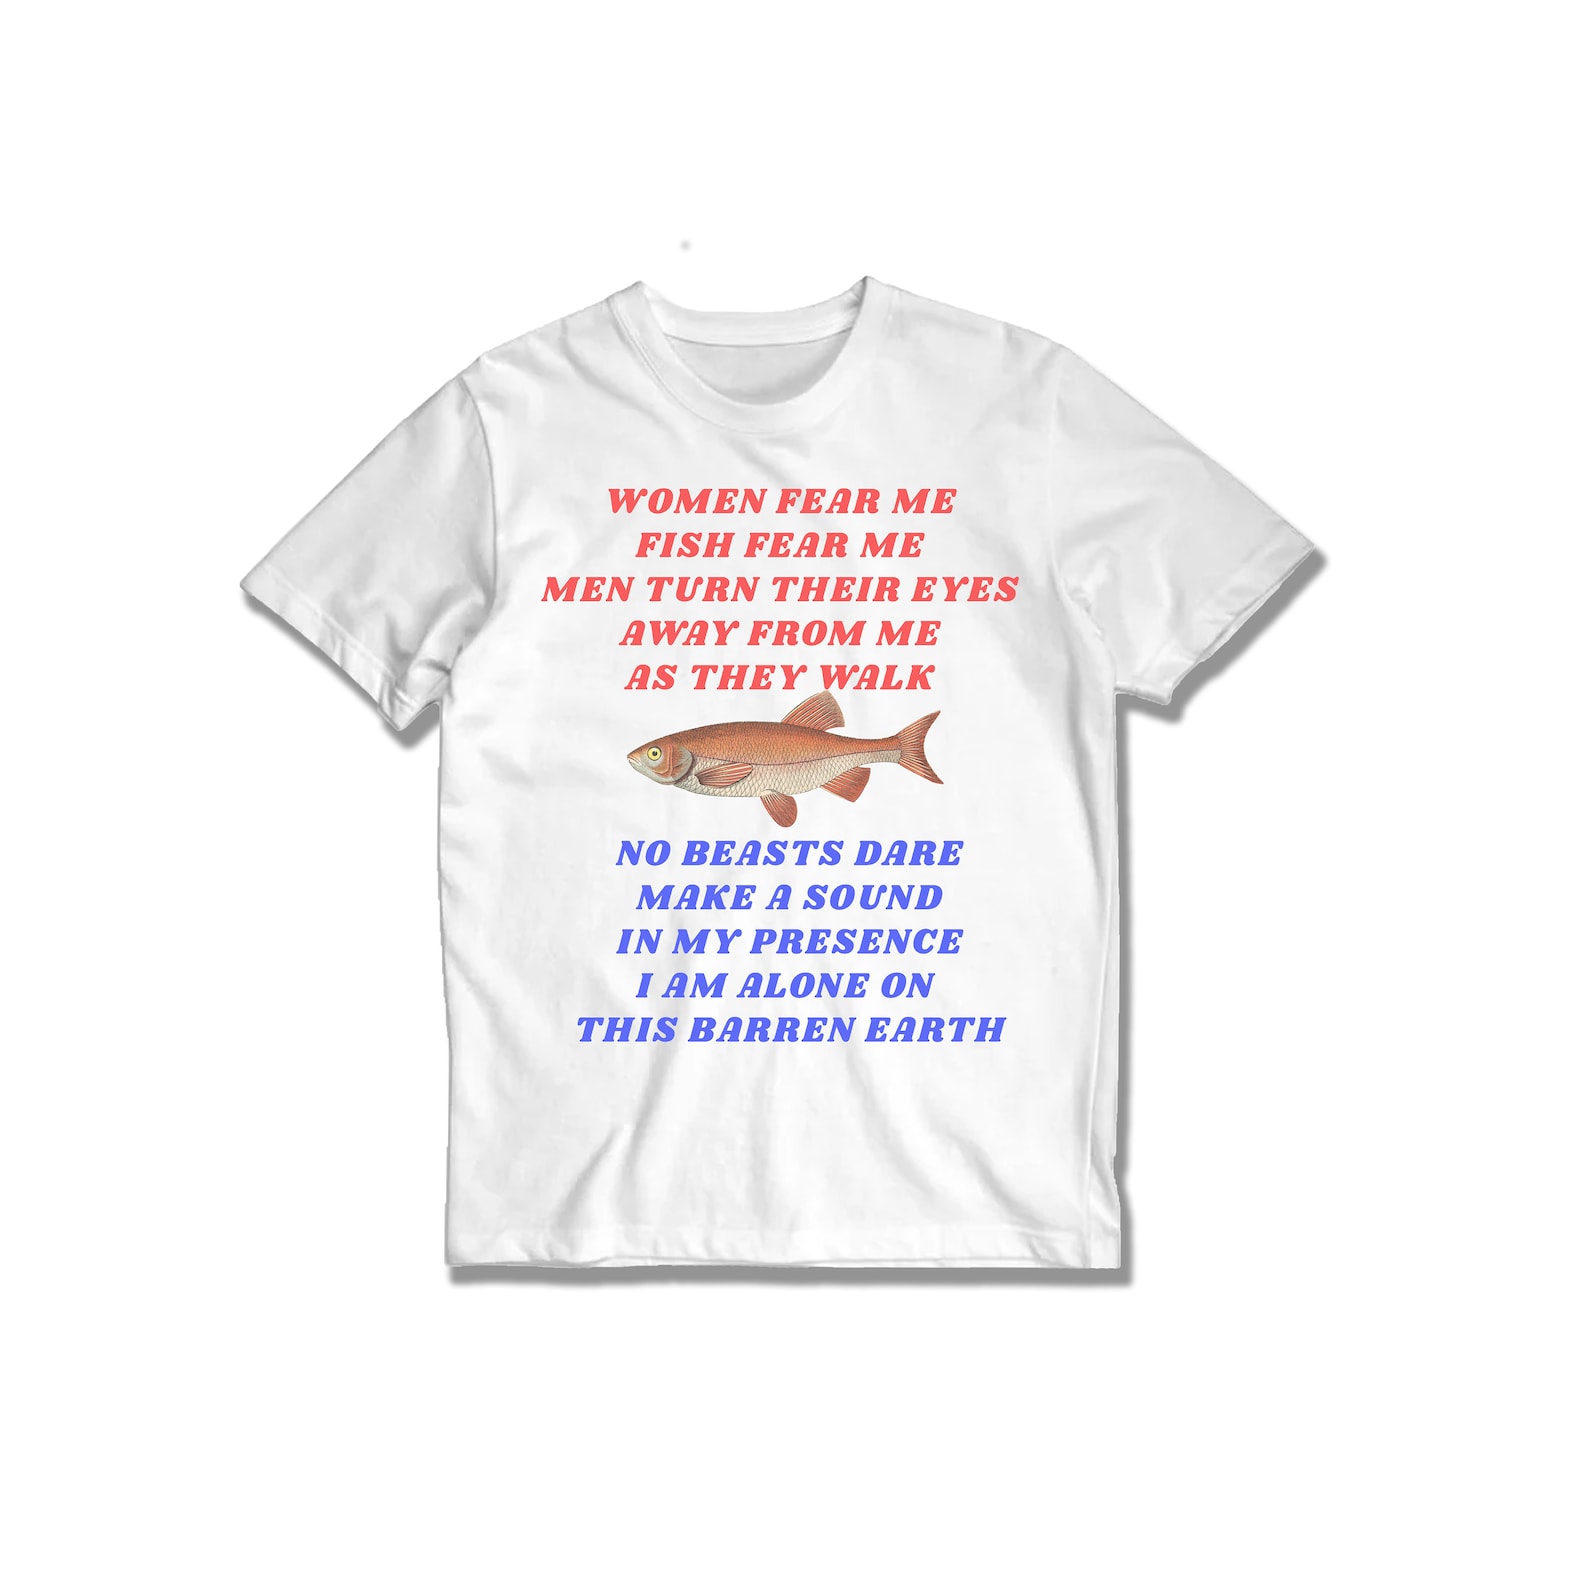 WOMEN FEAR ME
FISH FEAR ME
MEN TURN THEIR EYES
AWAY FROM ME
AS THEY WALK
NO BEASTS DARE
MAKE A SOUND
IN MY PRESENCE
I AM ALONE ON
THIS BARREN EARTH